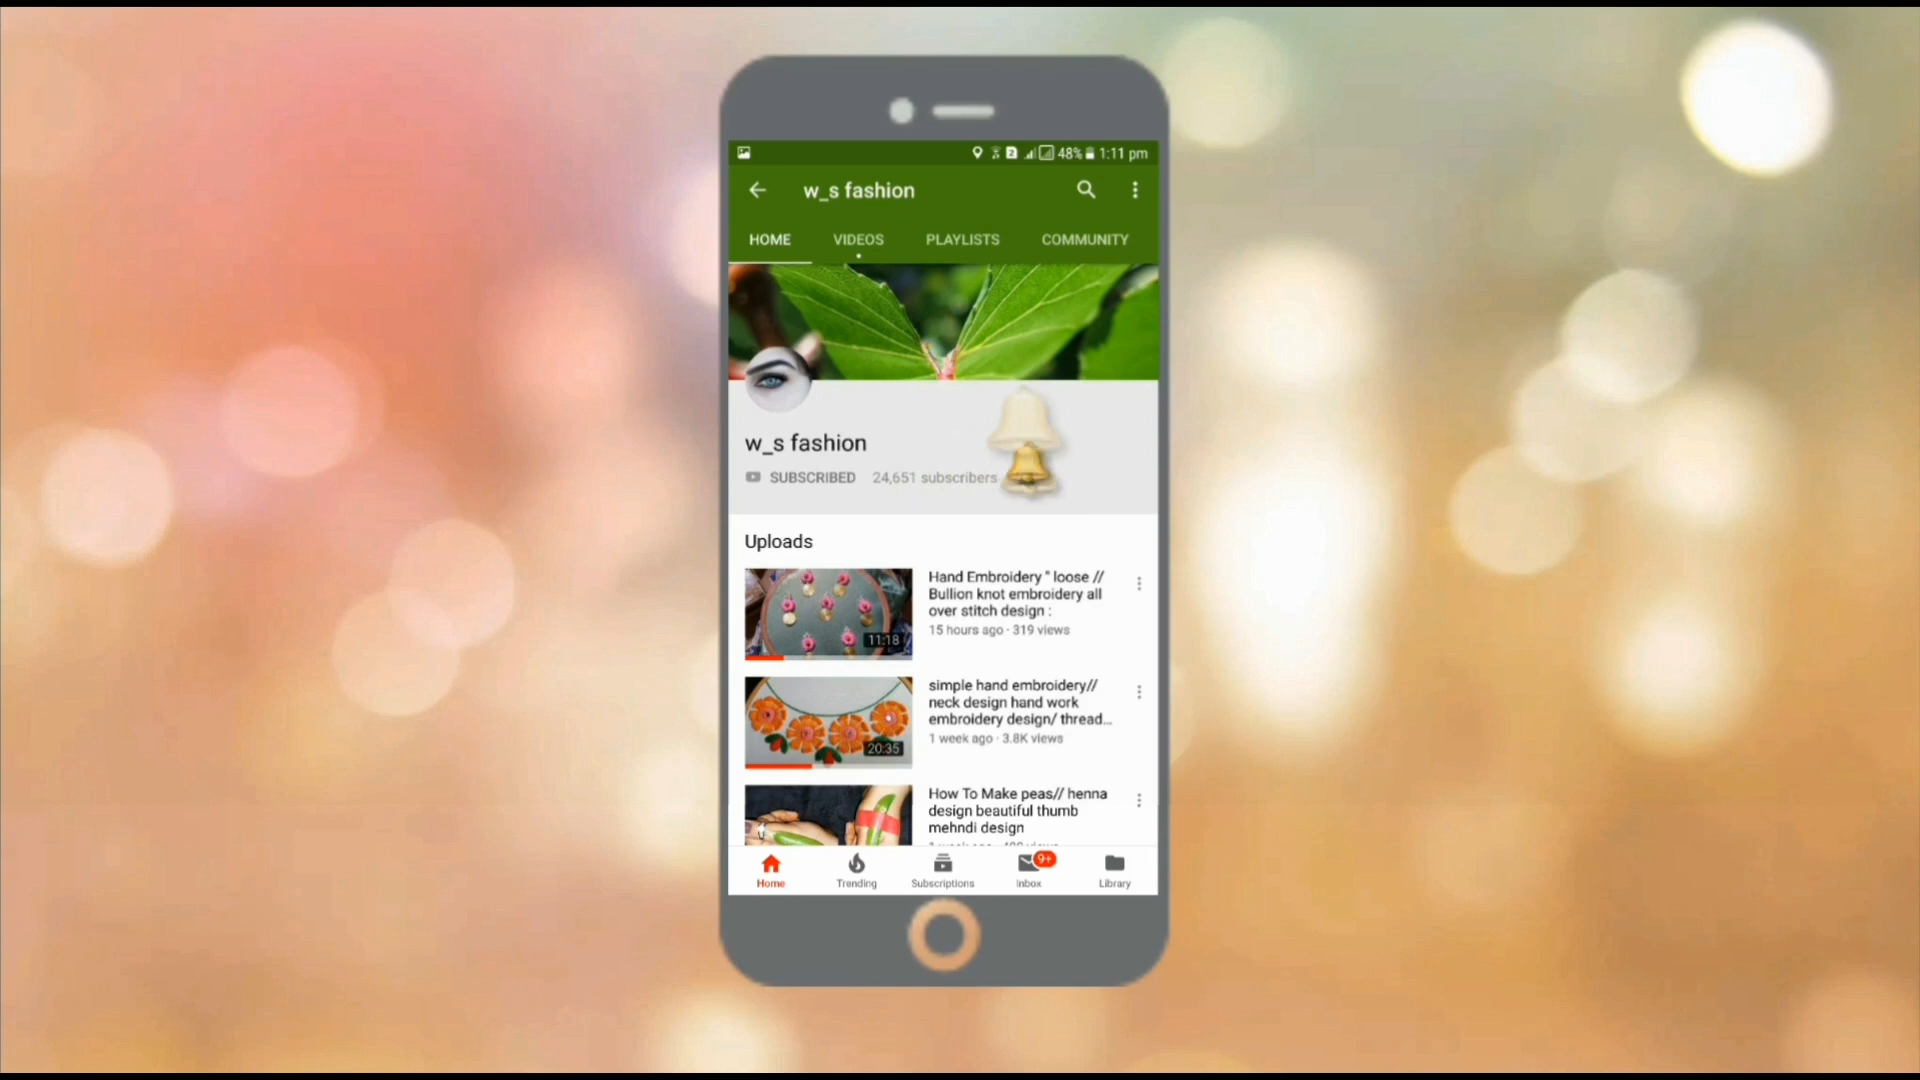 48% 1:11 pm
w_s fashion
HOME VIDEOS PLAYLISTS COMMUNITY
w_s fashion
SUBSCRIBED 24,651 subscribers
Uploads
Hand Embroidery " loose //
Bullion knot embroidery all
over stitch design :
15 hours ago · 319 views
11:18
simple hand embroidery//
neck design hand work
embroidery design/ thread...
1 week ago · 3.8K views
20:35
How To Make peas// henna
design beautiful thumb
mehndi design
9+
Home Trending Subscriptions Inbox Library